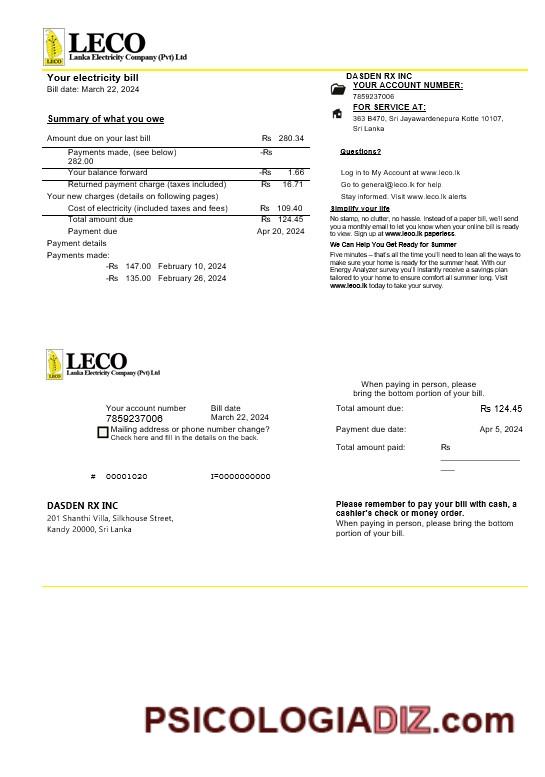 LECO
Lanka Electricity Company (Pvt) Ltd
Your electricity bill
Bill date: March 22, 2024
Summary of what you owe
Amount due on your last bill Rs 280.34
Payments made, (see below) -Rs
282.00
Your balance forward - 1.66
Returned payment charge (taxes included) Rs 16.71
Your new charges (details on following pages)
Cost of electricity (included taxes and fees) Rs 109.40
Total amount due Rs 124.45
Payment due Apr 20, 2024
Payment details
Payments made:
-Rs 147.00 February 10, 2024
-Rs 135.00 February 26, 2024
DASDEN RX INC
YOUR ACCOUNT NUMBER:
7859237006
FOR SERVICE AT:
363 B470, Sri Jayawardenepura Kotte 10107,
Sri Lanka
Questions?
Log in to My Account at www.leco.lk
Go to general@leco.lk for help
Stay informed. Visit www.leco.lk alerts
Simplify your life
No stamp, no clutter, no hassle. Instead of a paper bill, we'll send
you a monthly email to let you know when your online bill is ready
to view. Sign up at www.leco.lk paperless.
We Can Help You Get Ready for Summer
Five minutes – that's all the time you'll need to lean all the ways to
make sure your home is ready for the summer heat. With our
Energy Analyzer survey you'll instantly receive a savings plan
tailored to your home to ensure comfort all summer long. Visit
www.leco.lk today to take your survey.
LECO
Lanka Electricity Company (Pvt) Ltd
Your account number Bill date
7859237006 March 22, 2024
Mailing address or phone number change?
Check here and fill in the details on the back.
# 00001020 I=0000000000
DASDEN RX INC
201 Shanthi Villa, Silkhouse Street,
Kandy 20000, Sri Lanka
When paying in person, please
bring the bottom portion of your bill.
Total amount due: Rs 124.45
Payment due date: Apr 5, 2024
Total amount paid: Rs
Please remember to pay your bill with cash, a
cashier's check or money order.
When paying in person, please bring the bottom
portion of your bill.
PSICOLOGIADIZ.com